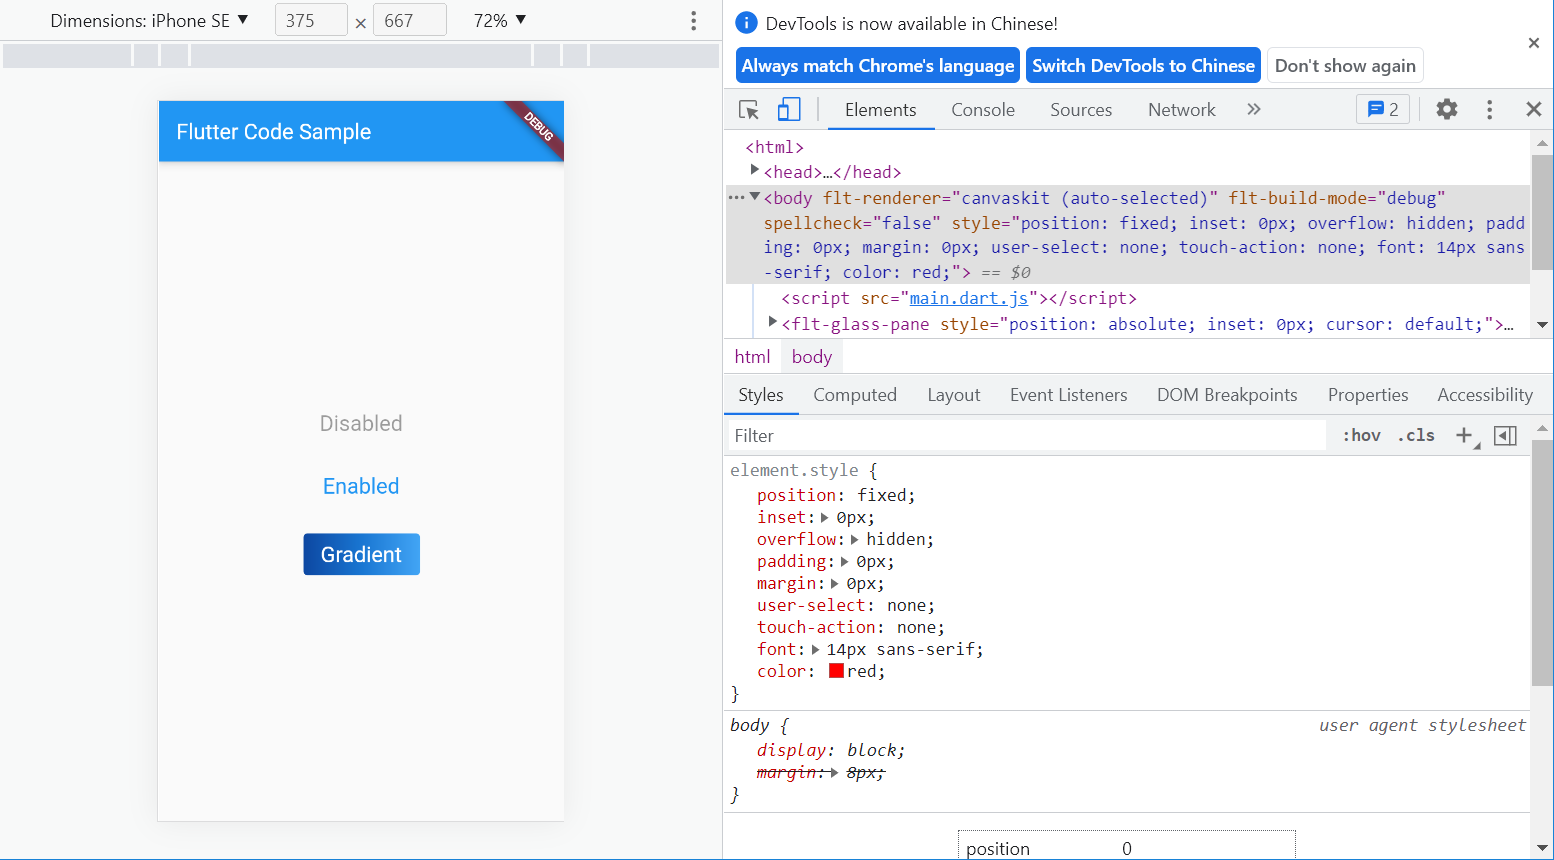 Dimensions: iPhone SE ▼ 375 × 667 72% ▼
Flutter Code Sample
DEBUG
Disabled
Enabled
Gradient
DevTools is now available in Chinese!
Always match Chrome's language Switch DevTools to Chinese Don't show again
Elements Console Sources Network » 2
<html>
<head>…</head>
<body flt-renderer="canvaskit (auto-selected)" flt-build-mode="debug"
spellcheck="false" style="position: fixed; inset: 0px; overflow: hidden; padd
ing: 0px; margin: 0px; user-select: none; touch-action: none; font: 14px sans
-serif; color: red;"> == $0
<script src="main.dart.js"></script>
<flt-glass-pane style="position: absolute; inset: 0px; cursor: default;">…
html body
Styles Computed Layout Event Listeners DOM Breakpoints Properties Accessibility
Filter :hov .cls
element.style {
position: fixed;
inset: 0px;
overflow: hidden;
padding: 0px;
margin: 0px;
user-select: none;
touch-action: none;
font: 14px sans-serif;
color: red;
}
body { user agent stylesheet
display: block;
margin: 8px;
}
position 0